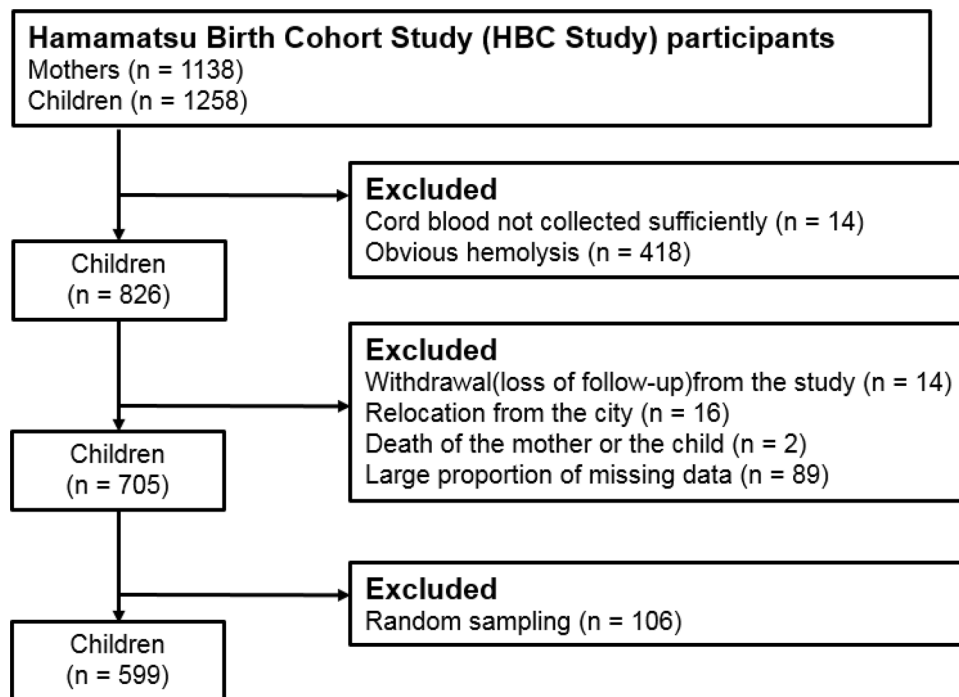 Hamamatsu Birth Cohort Study (HBC Study) participants
Mothers (n = 1138)
Children (n = 1258)
Excluded
Cord blood not collected sufficiently (n = 14)
Obvious hemolysis (n = 418)
Children
(n = 826)
Excluded
Withdrawal(loss of follow-up)from the study (n = 14)
Relocation from the city (n = 16)
Death of the mother or the child (n = 2)
Large proportion of missing data (n = 89)
Children
(n = 705)
Excluded
Random sampling (n = 106)
Children
(n = 599)